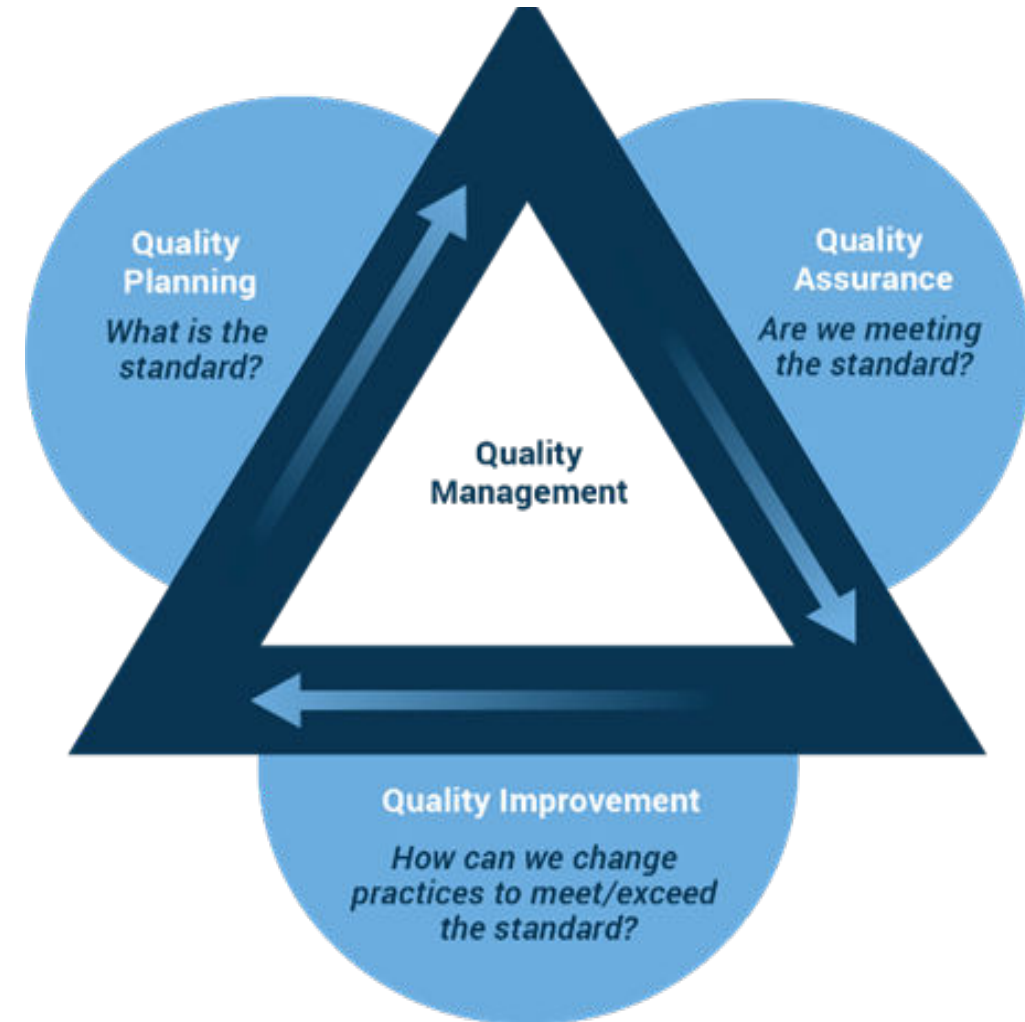 Quality
Planning
What is the
standard?
Quality
Assurance
Are we meeting
the standard?
Quality
Management
Quality Improvement
How can we change
practices to meet/exceed
the standard?